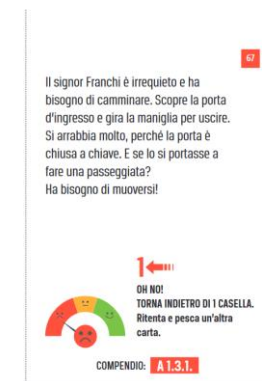 67
Il signor Franchi è irrequieto e ha
bisogno di camminare. Scopre la porta
d'ingresso e gira la maniglia per uscire.
Si arrabbia molto, perché la porta è
chiusa a chiave. E se lo si portasse a
fare una passeggiata?
Ha bisogno di muoversi!
1
OH NO!
TORNA INDIETRO DI 1 CASELLA.
Ritenta e pesca un'altra
carta.
COMPENDIO: A 1.3.1.